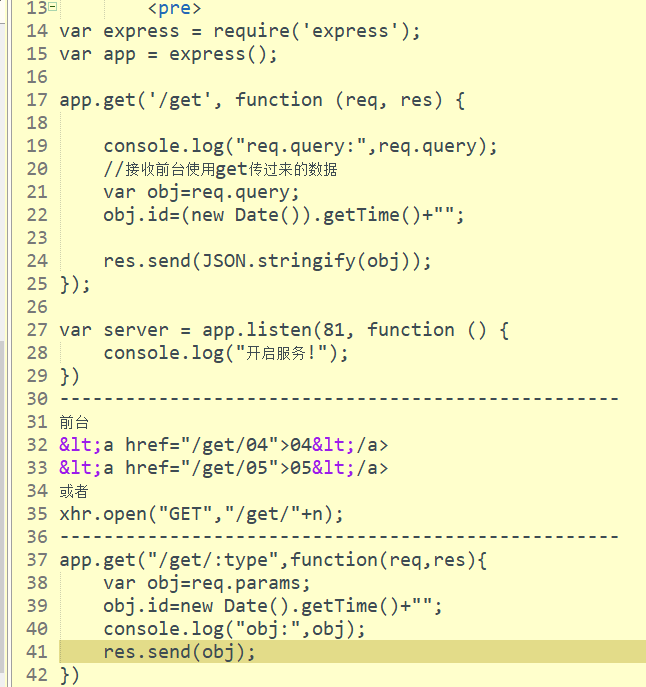 13 <pre>
14 var express = require('express');
15 var app = express();
16
17 app.get('/get', function (req, res) {
18
19     console.log("req.query:",req.query);
20     //接收前台使用get传过来的数据
21     var obj=req.query;
22     obj.id=(new Date()).getTime()+"";
23
24     res.send(JSON.stringify(obj));
25 });
26
27 var server = app.listen(81, function () {
28     console.log("开启服务!");
29 })
30 ---------------------------------------------------
31 前台
32 &lt;a href="/get/04">04&lt;/a>
33 &lt;a href="/get/05">05&lt;/a>
34 或者
35 xhr.open("GET","/get/"+n);
36 ---------------------------------------------------
37 app.get("/get/:type",function(req,res){
38     var obj=req.params;
39     obj.id=new Date().getTime()+"";
40     console.log("obj:",obj);
41     res.send(obj);
42 })